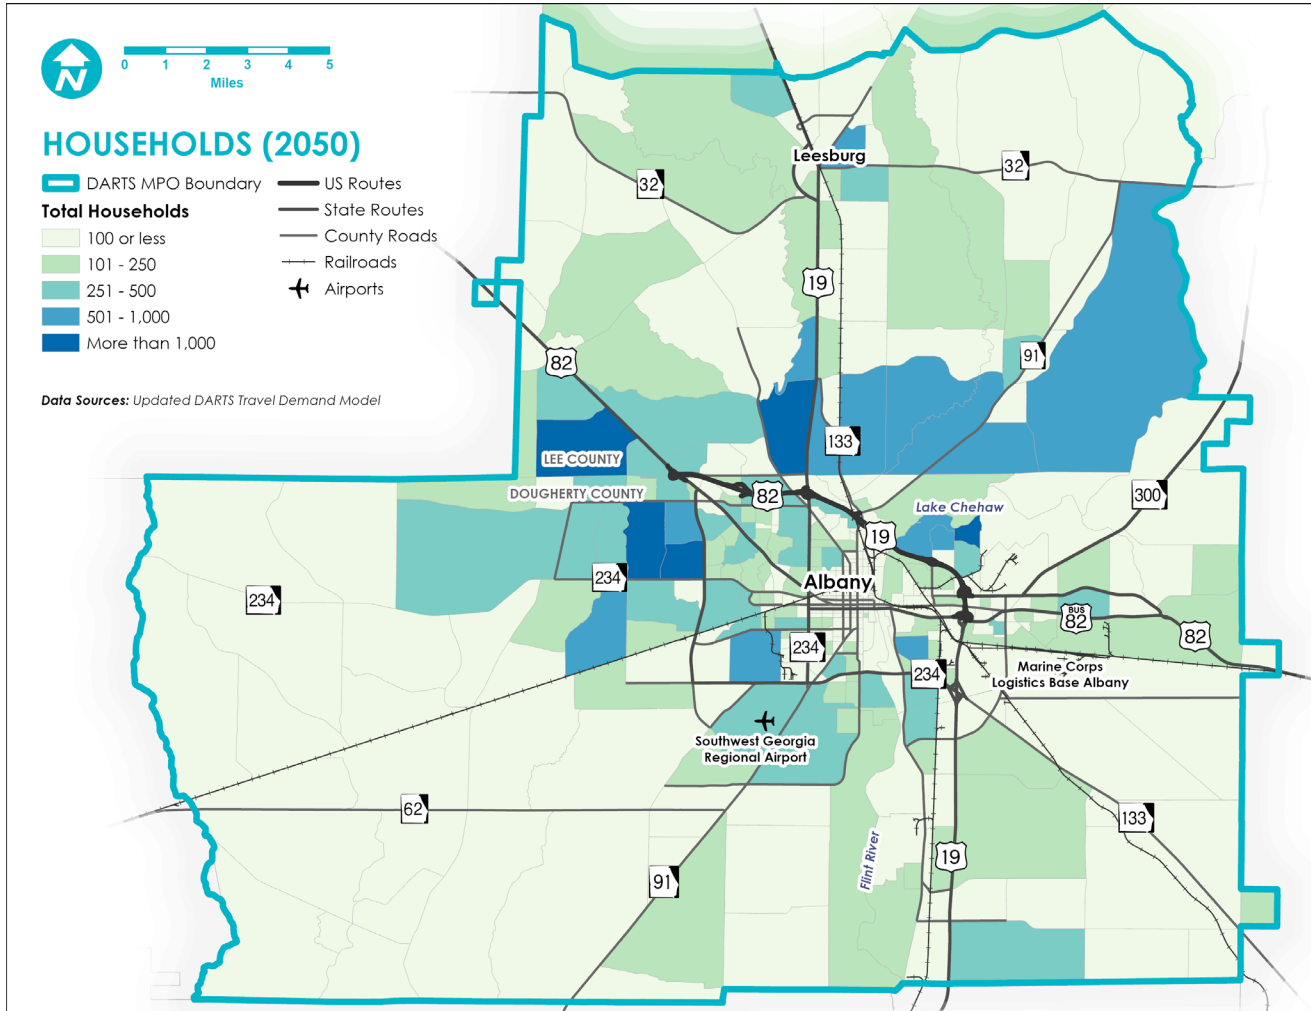 N
0 1 2 3 4 5
Miles
HOUSEHOLDS (2050)
DARTS MPO Boundary
Total Households
100 or less
101 - 250
251 - 500
501 - 1,000
More than 1,000
US Routes
State Routes
County Roads
Railroads
Airports
Data Sources: Updated DARTS Travel Demand Model
Leesburg
32
32
19
82
91
133
LEE COUNTY
DOUGHERTY COUNTY
82
300
Lake Chehaw
19
234
234
Albany
BUS
82
82
234
234
Marine Corps
Logistics Base Albany
Southwest Georgia
Regional Airport
62
133
Flint River
19
91